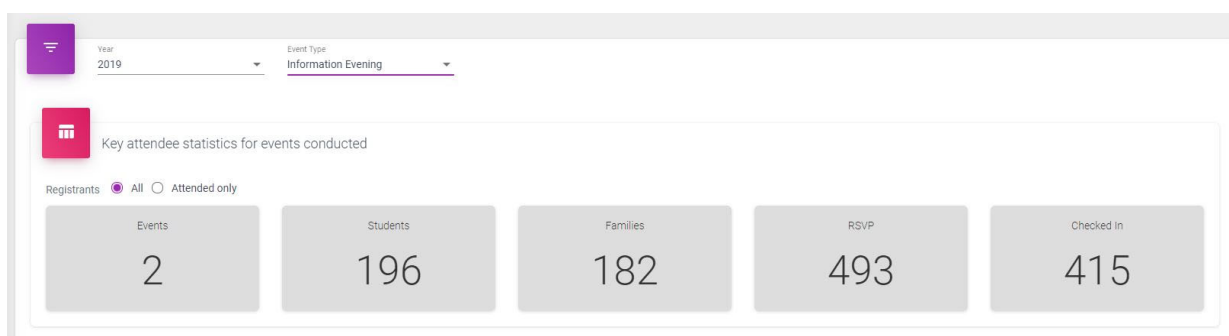 Year
2019
Event Type
Information Evening
Key attendee statistics for events conducted
Registrants All Attended only
Events
2
Students
196
Families
182
RSVP
493
Checked In
415